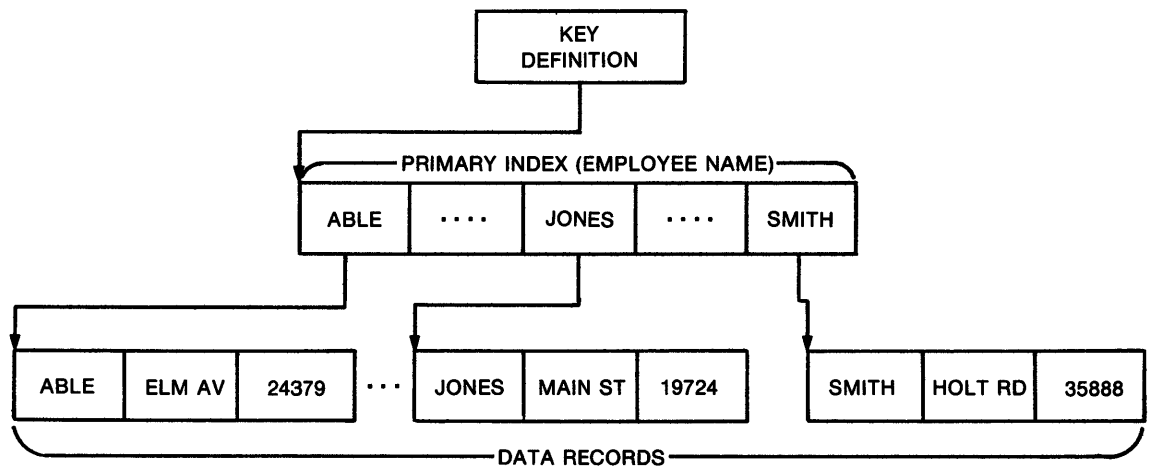 KEY
DEFINITION
PRIMARY INDEX (EMPLOYEE NAME)
ABLE .... JONES .... SMITH
ABLE ELM AV 24379 ... JONES MAIN ST 19724 SMITH HOLT RD 35888
DATA RECORDS